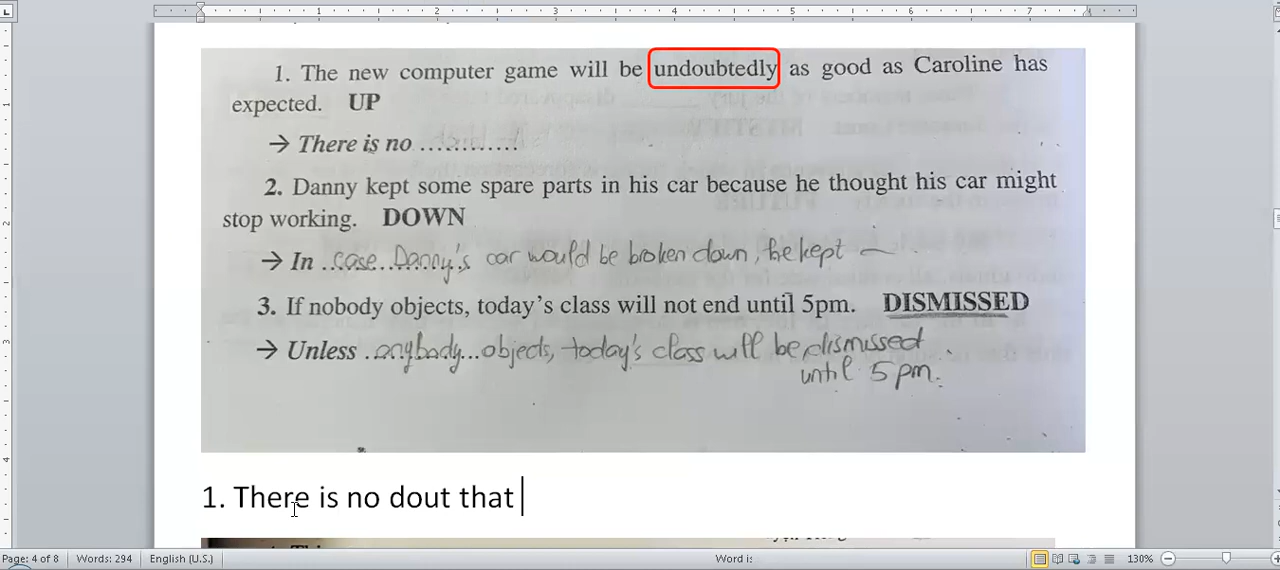 1. The new computer game will be undoubtedly as good as Caroline has
expected. UP
→ There is no .............
2. Danny kept some spare parts in his car because he thought his car might
stop working. DOWN
→ In ..case..Danny's car would be broken down, he kept
3. If nobody objects, today's class will not end until 5pm. DISMISSED
→ Unless .anybody...objects, today's class will be dismissed
until 5 pm.
1. There is no dout that
Page: 4 of 8 Words: 294 English (U.S.) Word is: 130%